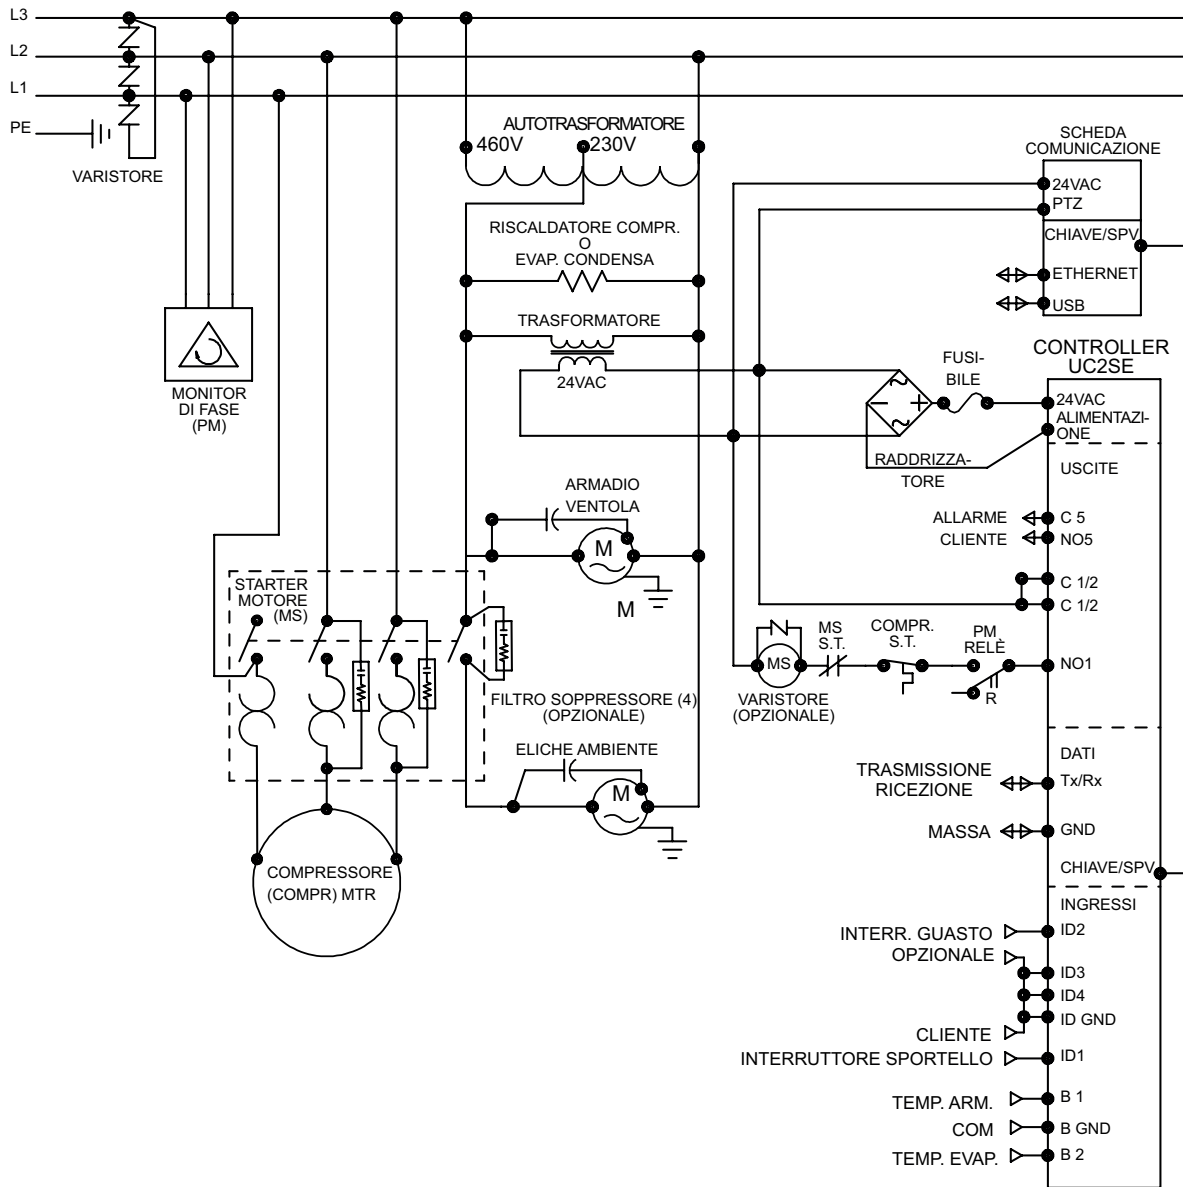 L3
L2
L1
PE
VARISTORE
AUTOTRASFORMATORE
460V
230V
RISCALDATORE COMPR.
O
EVAP. CONDENSA
TRASFORMATORE
24VAC
MONITOR
DI FASE
(PM)
SCHEDA
COMUNICAZIONE
24VAC
PTZ
CHIAVE/SPV
ETHERNET
USB
CONTROLLER
UC2SE
FUSI-
BILE
24VAC
ALIMENTAZI-
ONE
RADDRIZZA-
TORE
USCITE
ARMADIO
VENTOLA
M
M
ALLARME
CLIENTE
C 5
NO5
C 1/2
C 1/2
STARTER
MOTORE
(MS)
MS
MS
S.T.
COMPR.
S.T.
PM
RELÈ
R
NO1
VARISTORE
(OPZIONALE)
FILTRO SOPPRESSORE (4)
(OPZIONALE)
ELICHE AMBIENTE
M
COMPRESSORE
(COMPR) MTR
DATI
TRASMISSIONE
RICEZIONE
Tx/Rx
MASSA
GND
CHIAVE/SPV
INGRESSI
INTERR. GUASTO
OPZIONALE
ID2
ID3
ID4
ID GND
CLIENTE
INTERRUTTORE SPORTELLO
ID1
TEMP. ARM.
B 1
COM
B GND
TEMP. EVAP.
B 2